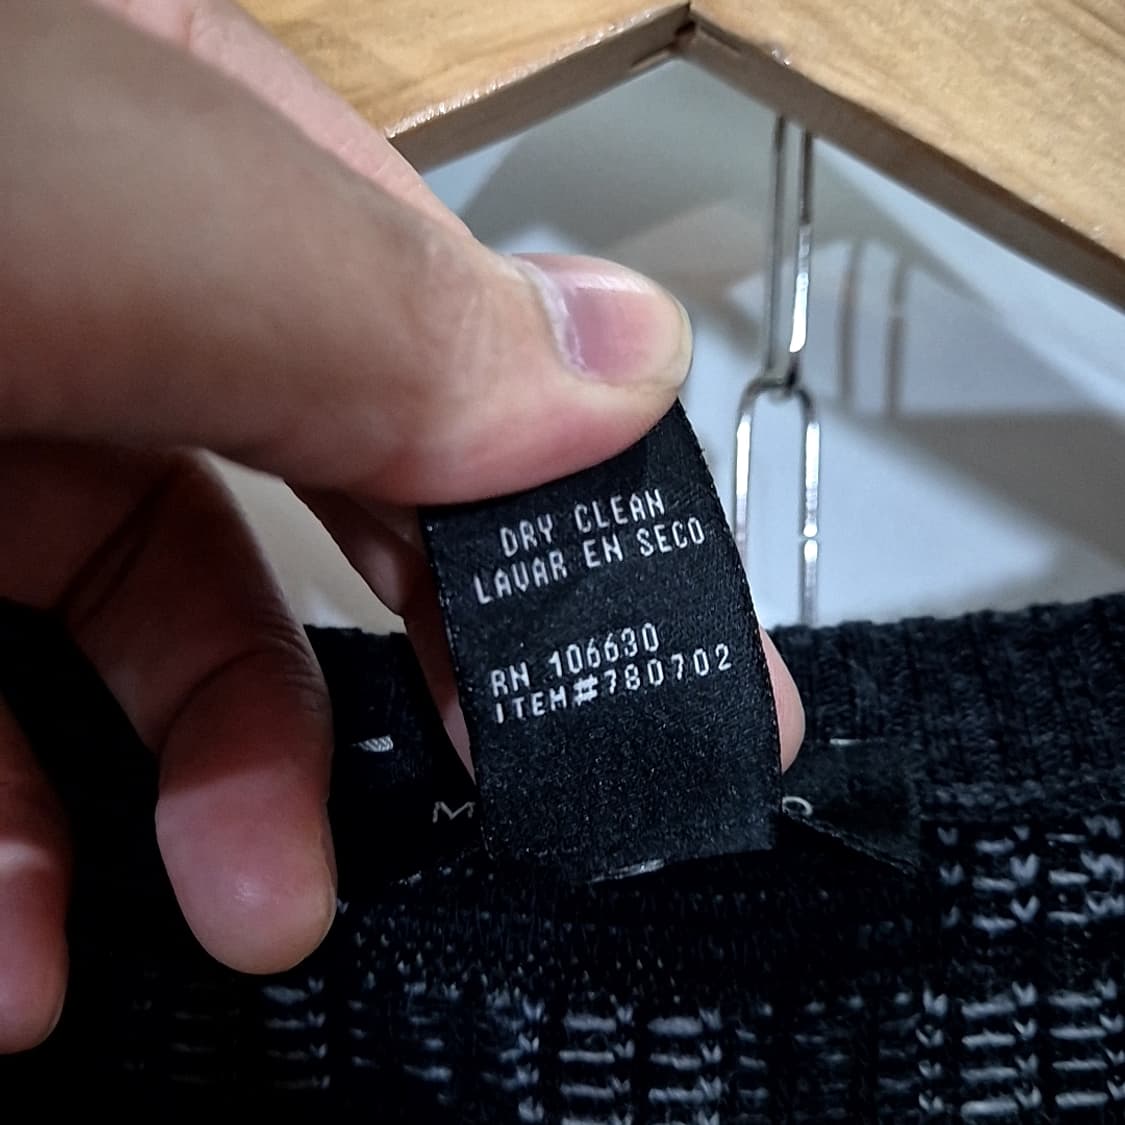 DRY CLEAN
LAVAR EN SECO
RN 106630
ITEM#780702
M